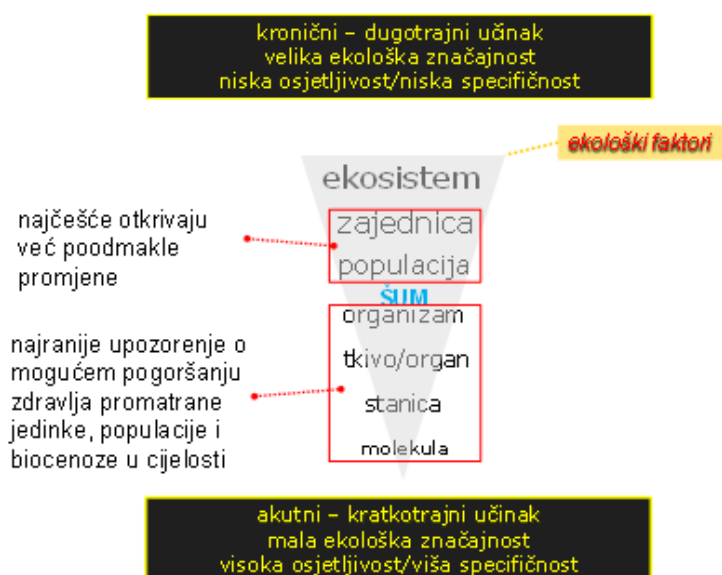 kronični – dugotrajni učinak
velika ekološka značajnost
niska osjetljivost/niska specifičnost
ekološki faktori
ekosistem
najčešće otkrivaju
već poodmakle
promjene
zajednica
populacija
ŠUM
organizam
tkivo/organ
stanica
molekula
najranije upozorenje o
mogućem pogoršanju
zdravlja promatrane
jedinke, populacije i
biocenoze u cijelosti
akutni – kratkotrajni učinak
mala ekološka značajnost
visoka osjetljivost/viša specifičnost